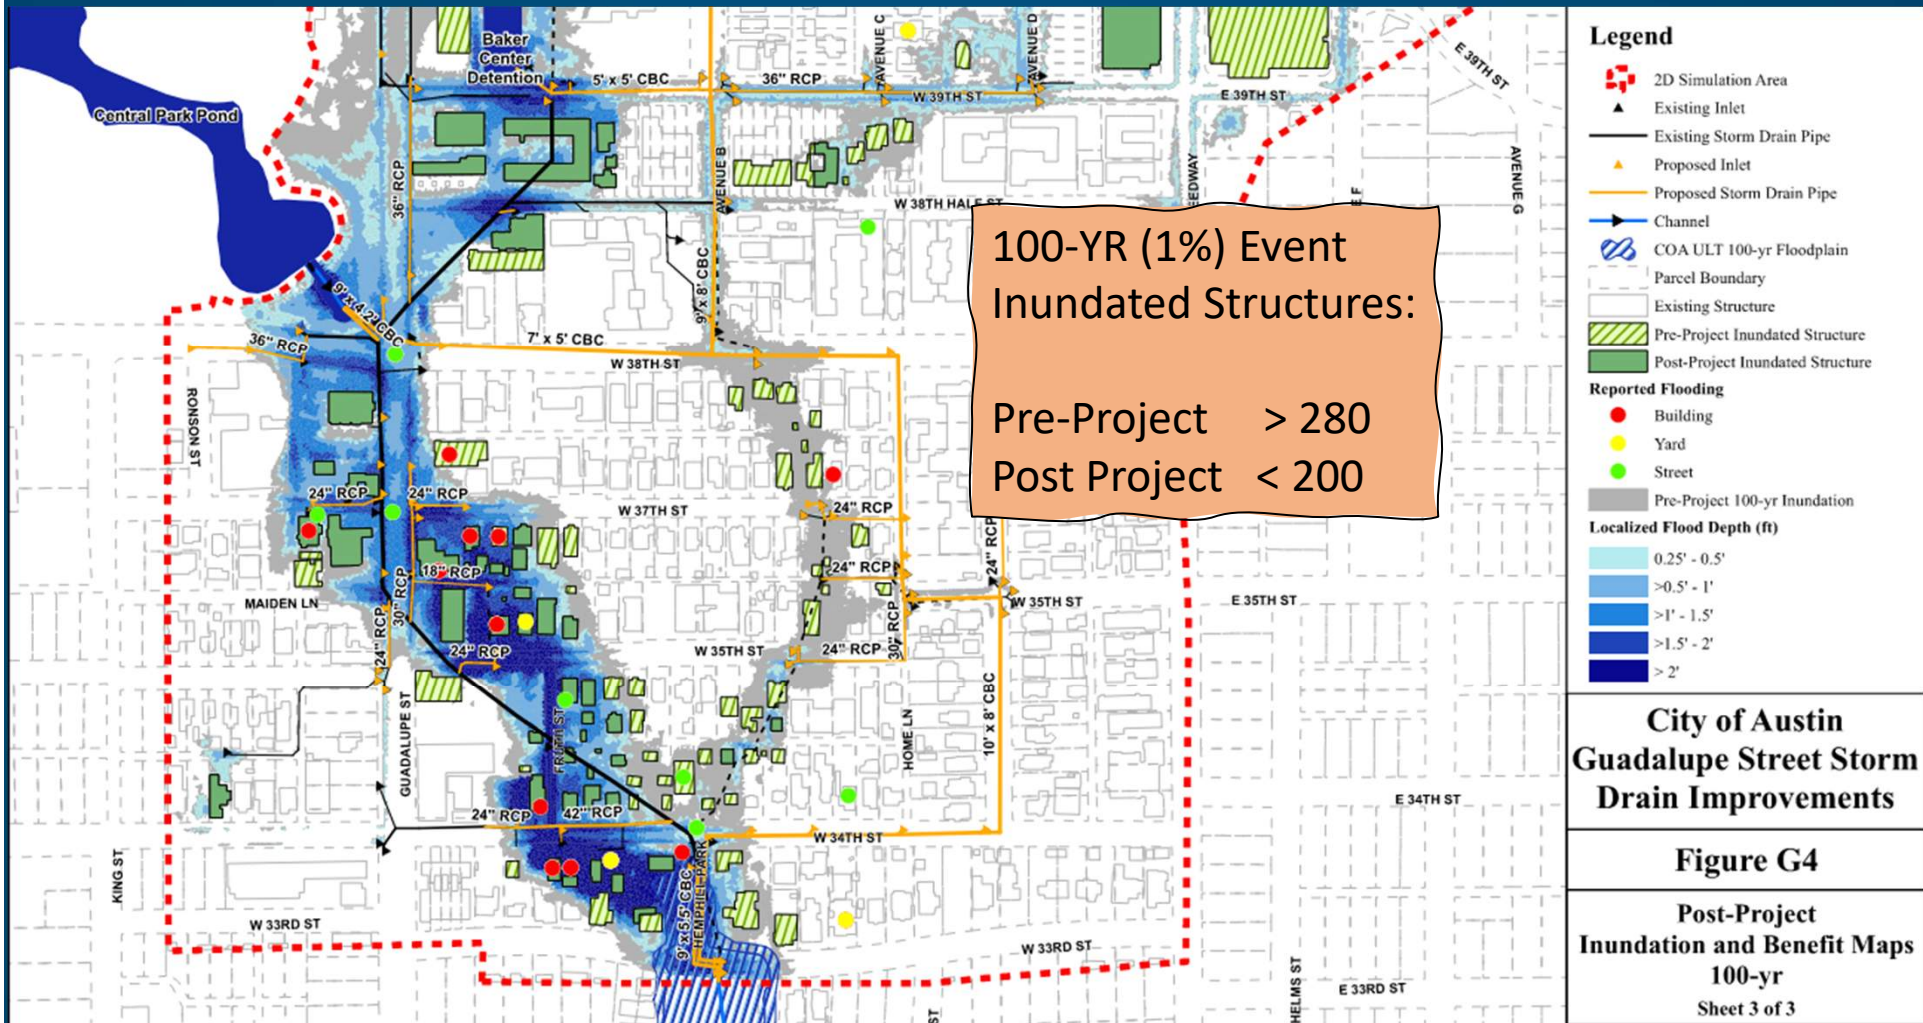 Baker
Center
Detention
5' x 5' CBC
36" RCP
AVENUE C
AVENUE D
W 39TH ST
E 39TH ST
E 39TH ST
Central Park Pond
36" RCP
AVENUE B
EEDWAY
E F
AVENUE G
W 38TH HALF ST
9' x 8' CBC
9' x 4.2' CBC
36" RCP
7' x 5' CBC
W 38TH ST
RONSON ST
24" RCP
24" RCP
W 37TH ST
24" RCP
24" RCP
18" RCP
24" RCP
MAIDEN LN
30" RCP
24" RCP
30" RCP
W 35TH ST
E 35TH ST
24" RCP
W 35TH ST
24" RCP
GUADALUPE ST
FRUTH ST
HOME LN
10' x 8' CBC
24" RCP
42" RCP
W 34TH ST
E 34TH ST
KING ST
W 33RD ST
9' x 5.5' CBC
HEMPHILL PARK
W 33RD ST
HELMS ST
E 33RD ST
ST
100-YR (1%) Event
Inundated Structures:
Pre-Project > 280
Post Project < 200
Legend
2D Simulation Area
Existing Inlet
Existing Storm Drain Pipe
Proposed Inlet
Proposed Storm Drain Pipe
Channel
COA ULT 100-yr Floodplain
Parcel Boundary
Existing Structure
Pre-Project Inundated Structure
Post-Project Inundated Structure
Reported Flooding
Building
Yard
Street
Pre-Project 100-yr Inundation
Localized Flood Depth (ft)
0.25' - 0.5'
>0.5' - 1'
>1' - 1.5'
>1.5' - 2'
> 2'
City of Austin
Guadalupe Street Storm
Drain Improvements
Figure G4
Post-Project
Inundation and Benefit Maps
100-yr
Sheet 3 of 3